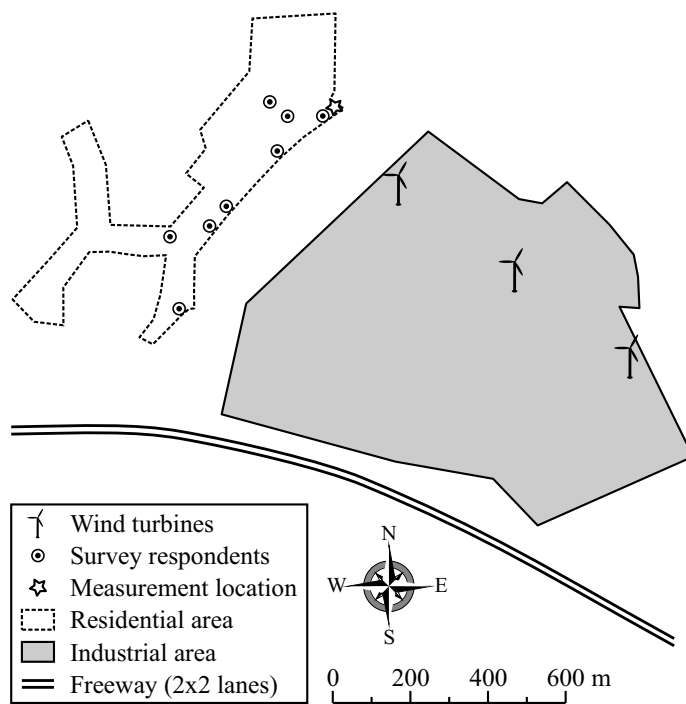 Wind turbines
Survey respondents
Measurement location
Residential area
Industrial area
Freeway (2x2 lanes)
N
W E
S
0 200 400 600 m